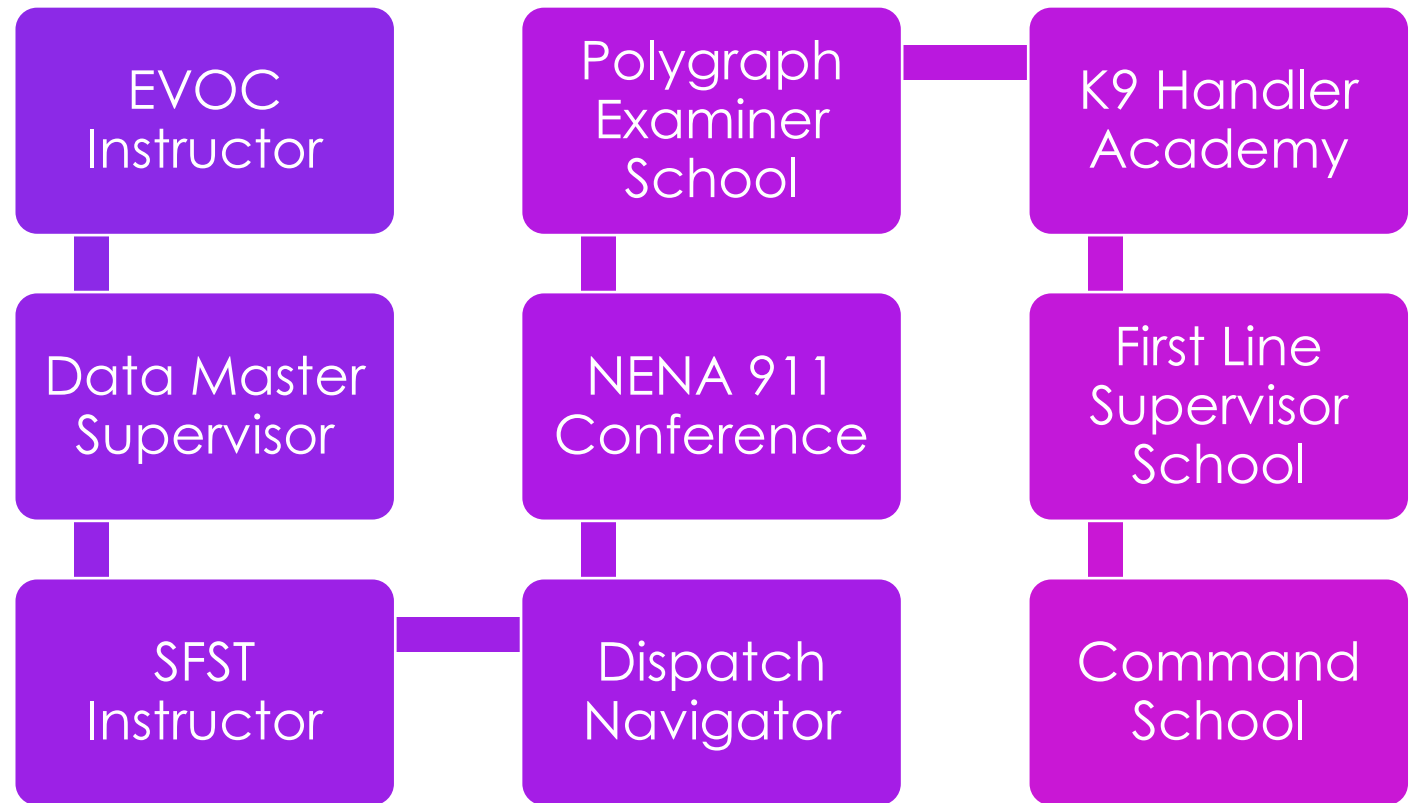 EVOC
Instructor
Data Master
Supervisor
SFST
Instructor
Dispatch
Navigator
NENA 911
Conference
Polygraph
Examiner
School
K9 Handler
Academy
First Line
Supervisor
School
Command
School